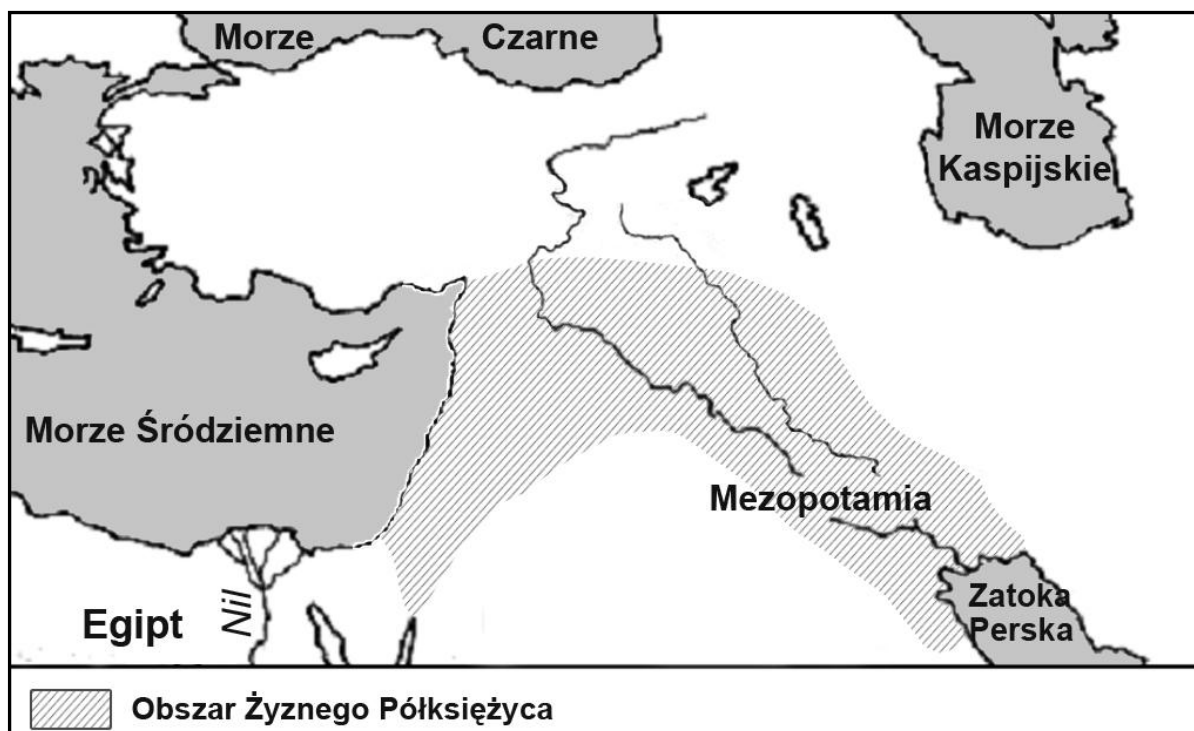 Morze Czarne
Morze
Kaspijskie
Morze Śródziemne
Mezopotamia
Nil
Egipt
Zatoka
Perska
Obszar Żyznego Półksiężyca